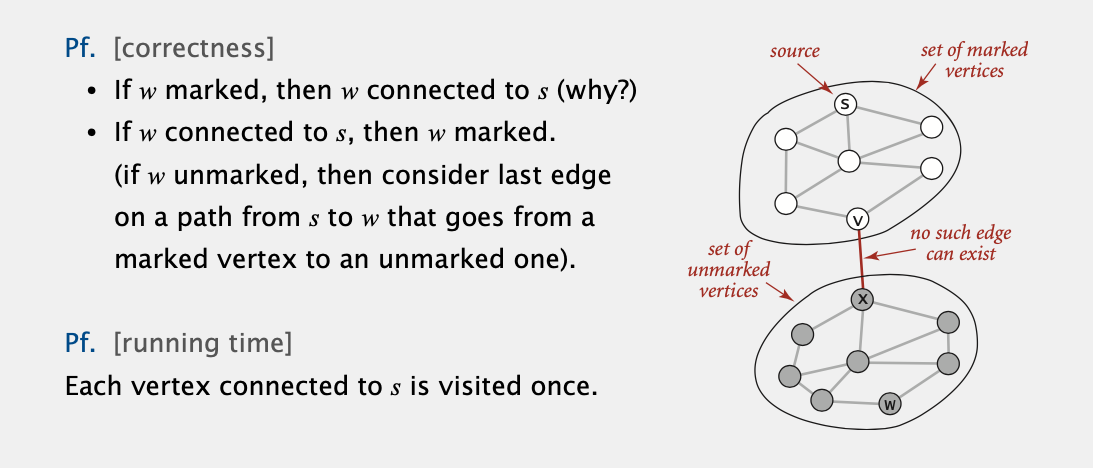 Pf. [correctness]
• If w marked, then w connected to s (why?)
• If w connected to s, then w marked.
(if w unmarked, then consider last edge
on a path from s to w that goes from a
marked vertex to an unmarked one).
Pf. [running time]
Each vertex connected to s is visited once.
source
set of marked
vertices
S
V
no such edge
can exist
set of
unmarked
vertices
X
W